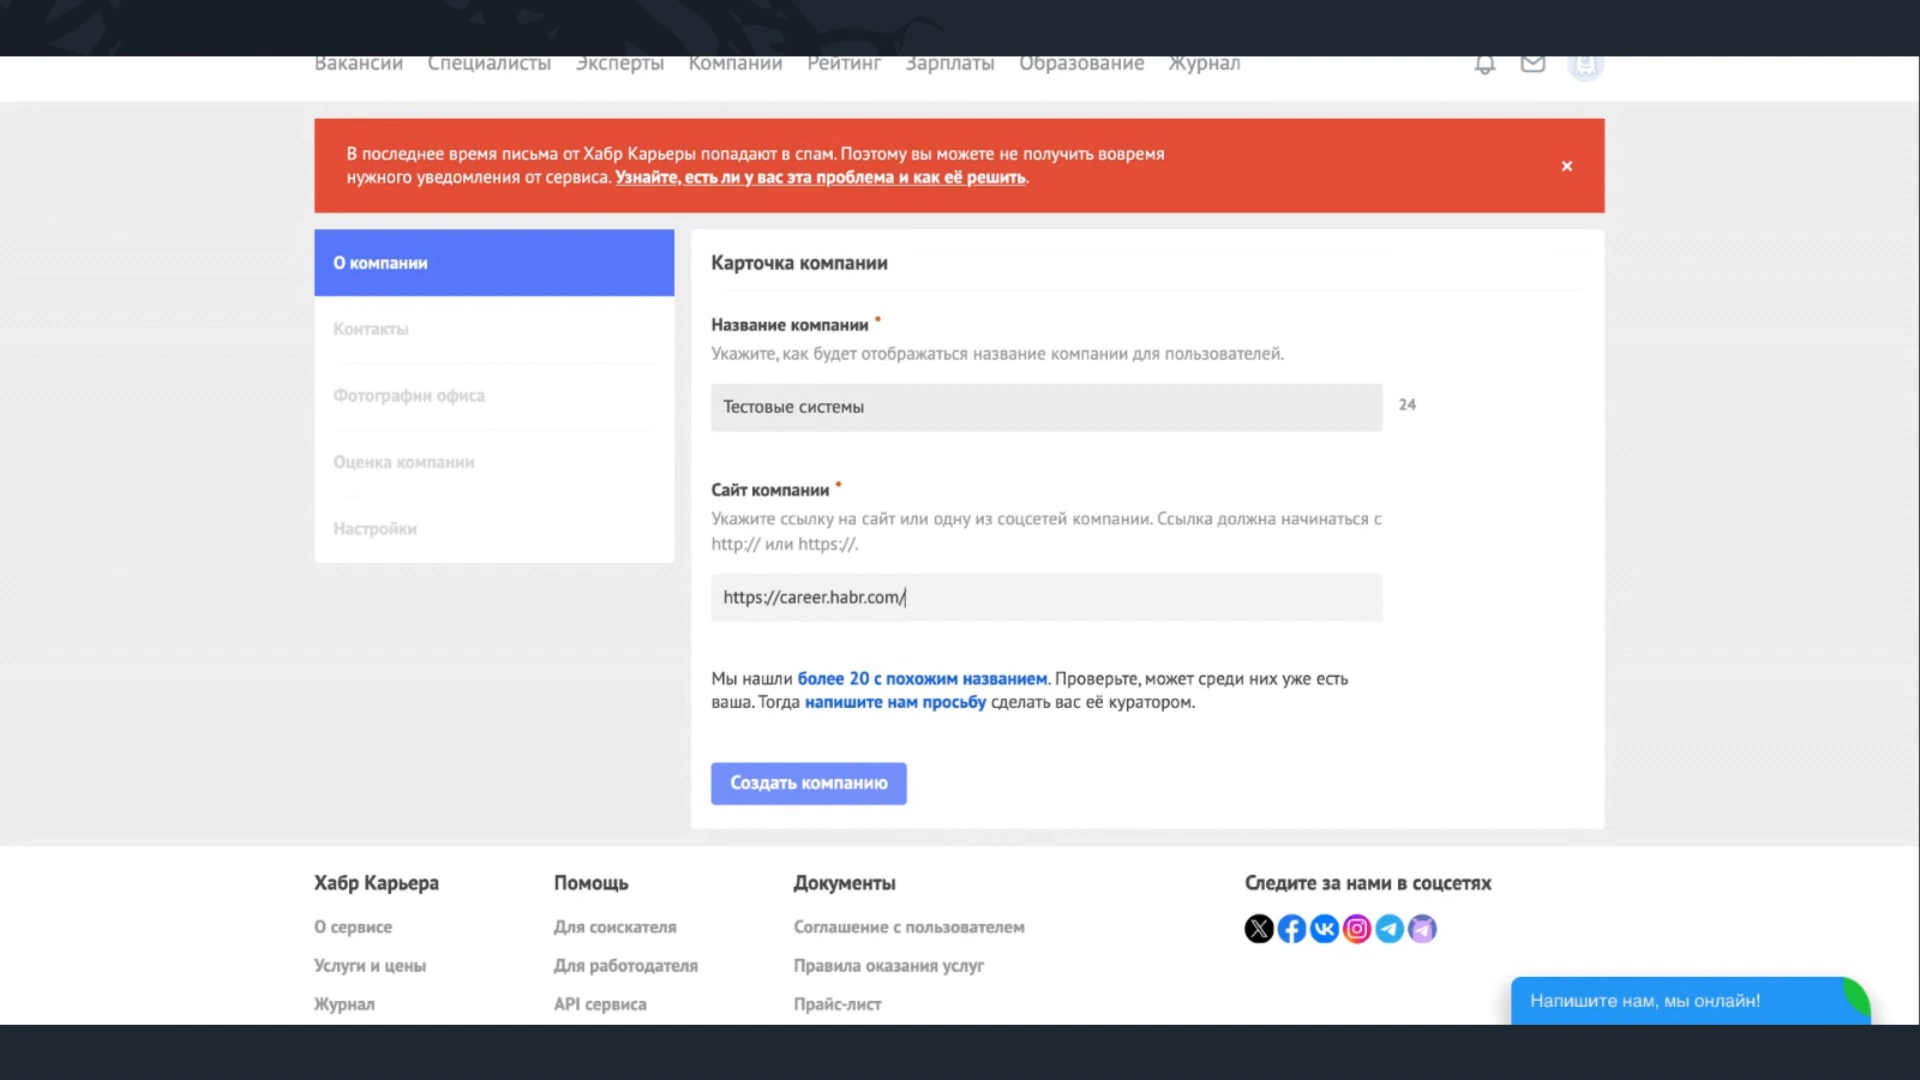 Вакансии Специалисты Эксперты Компании Рейтинг Зарплаты Образование Журнал
В последнее время письма от Хабр Карьеры попадают в спам. Поэтому вы можете не получить вовремя
нужного уведомления от сервиса. Узнайте, есть ли у вас эта проблема и как её решить.
О компании
Контакты
Фотографии офиса
Оценка компании
Настройки
Карточка компании
Название компании *
Укажите, как будет отображаться название компании для пользователей.
Тестовые системы
24
Сайт компании *
Укажите ссылку на сайт или одну из соцсетей компании. Ссылка должна начинаться с
http:// или https://.
https://career.habr.com/
Мы нашли более 20 с похожим названием. Проверьте, может среди них уже есть
ваша. Тогда напишите нам просьбу сделать вас её куратором.
Создать компанию
Хабр Карьера
О сервисе
Услуги и цены
Журнал
Помощь
Для соискателя
Для работодателя
API сервиса
Документы
Соглашение с пользователем
Правила оказания услуг
Прайс-лист
Следите за нами в соцсетях
Напишите нам, мы онлайн!